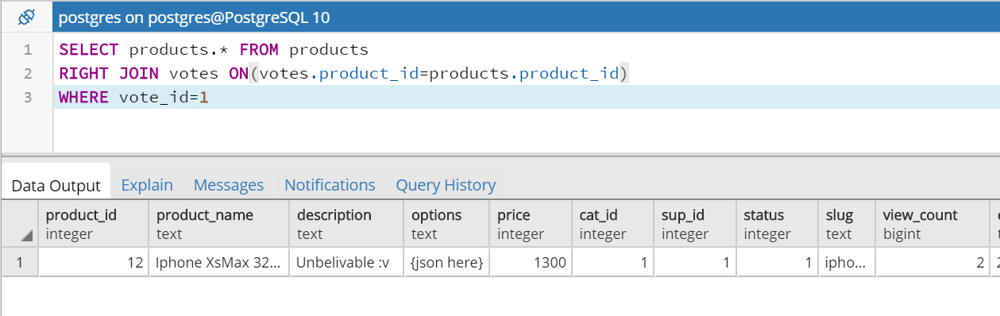 postgres on postgres@PostgreSQL 10
1 SELECT products.* FROM products
2 RIGHT JOIN votes ON(votes.product_id=products.product_id)
3 WHERE vote_id=1
Data Output Explain Messages Notifications Query History
product_id product_name description options price cat_id sup_id status slug view_count
integer text text text integer integer integer integer text bigint
1 12 Iphone XsMax 32... Unbelivable :v {json here} 1300 1 1 1 ipho... 2